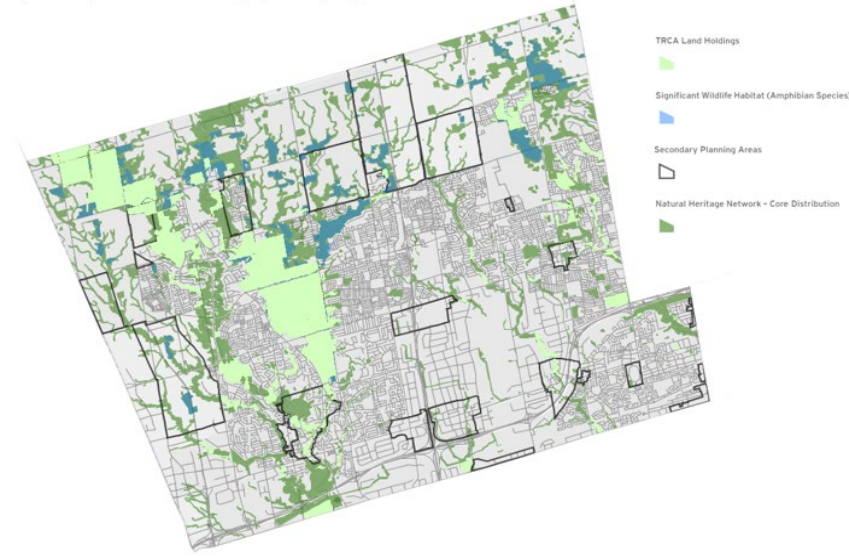 TRCA Land Holdings
Significant Wildlife Habitat (Amphibian Species)
Secondary Planning Areas
Natural Heritage Network – Core Distribution